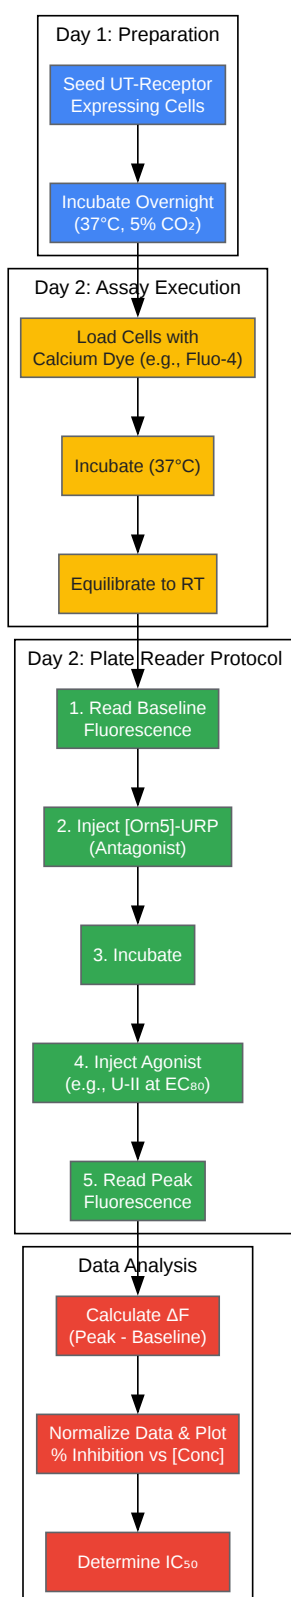 Day 1: Preparation
Seed UT-Receptor
Expressing Cells
Incubate Overnight
(37°C, 5% CO₂)
Day 2: Assay Execution
Load Cells with
Calcium Dye (e.g., Fluo-4)
Incubate (37°C)
Equilibrate to RT
Day 2: Plate Reader Protocol
1. Read Baseline
Fluorescence
2. Inject [Orn5]-URP
(Antagonist)
3. Incubate
4. Inject Agonist
(e.g., U-II at EC₈₀)
5. Read Peak
Fluorescence
Data Analysis
Calculate ΔF
(Peak - Baseline)
Normalize Data & Plot
% Inhibition vs [Conc]
Determine IC₅₀